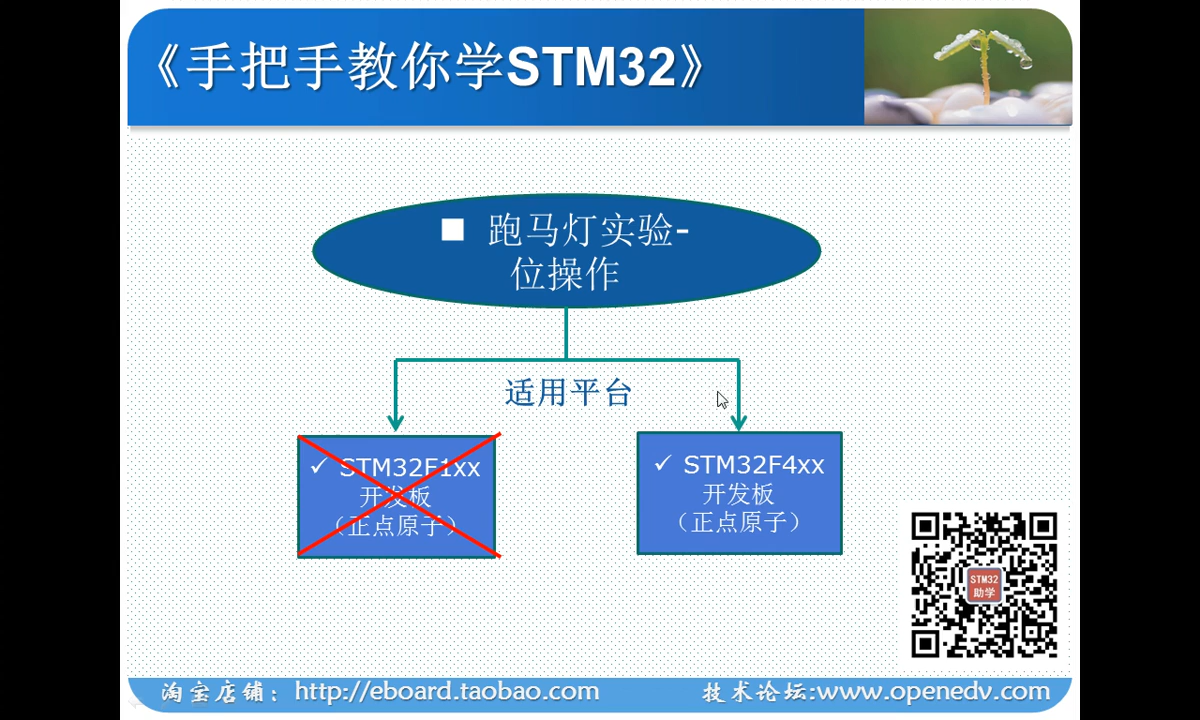 《手把手教你学STM32》
跑马灯实验-
位操作
适用平台
✓ STM32F1xx
开发板
（正点原子）
✓ STM32F4xx
开发板
（正点原子）
STM32
助学
淘宝店铺：http://eboard.taobao.com
技术论坛:www.openedv.com